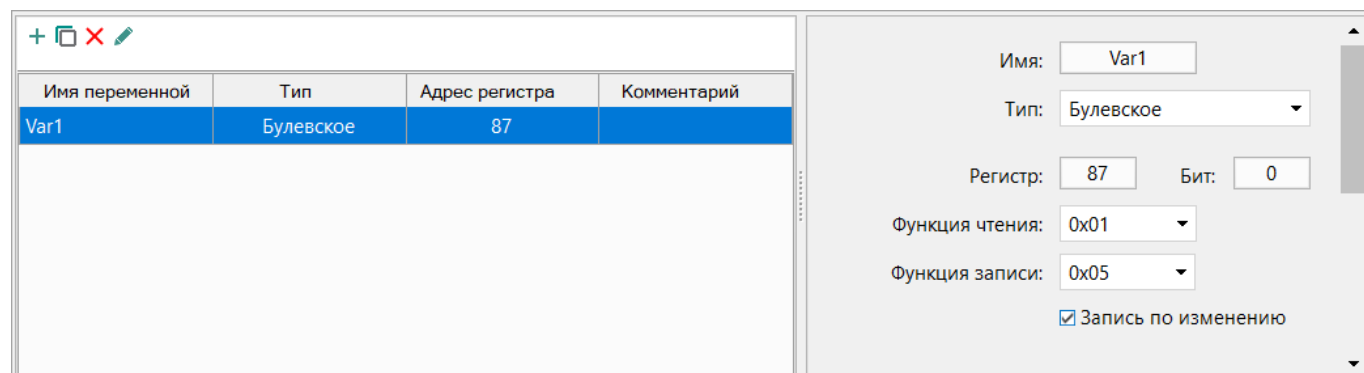 Имя переменной Тип Адрес регистра Комментарий
Var1 Булевское 87
Имя: Var1
Тип: Булевское
Регистр: 87 Бит: 0
Функция чтения: 0x01
Функция записи: 0x05
Запись по изменению